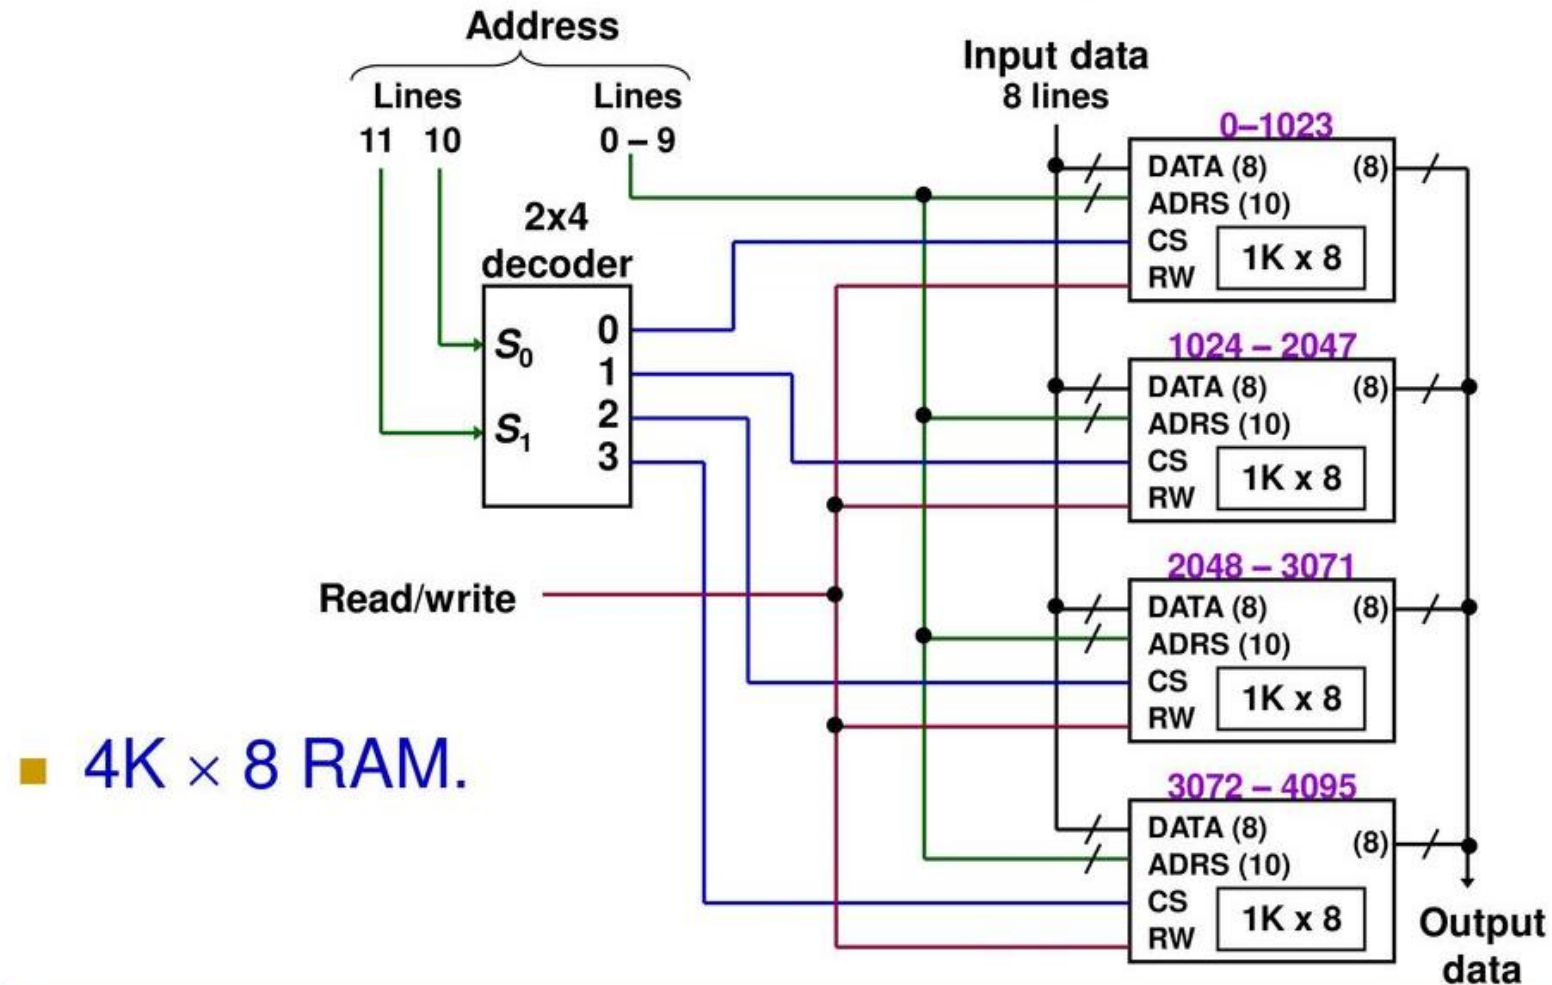 Address
Lines
11 10
Lines
0 – 9
2x4
decoder
S0
S1
0
1
2
3
Read/write
Input data
8 lines
0–1023
DATA (8) (8)
ADRS (10)
CS
RW
1K x 8
1024 – 2047
DATA (8) (8)
ADRS (10)
CS
RW
1K x 8
2048 – 3071
DATA (8) (8)
ADRS (10)
CS
RW
1K x 8
3072 – 4095
DATA (8) (8)
ADRS (10)
CS
RW
1K x 8
Output
data
4K × 8 RAM.